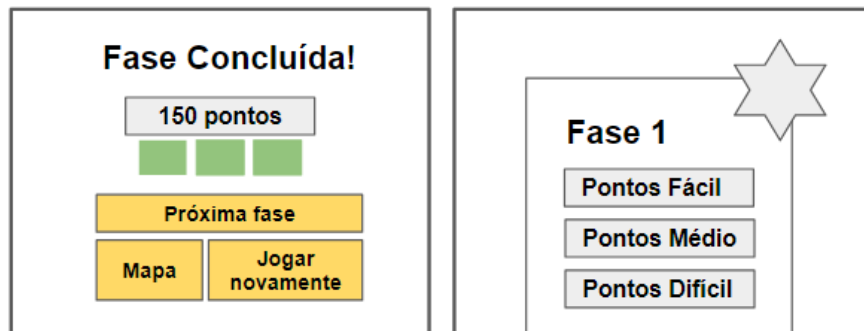 Fase Concluída!
150 pontos
Próxima fase
Mapa
Jogar
novamente
Fase 1
Pontos Fácil
Pontos Médio
Pontos Difícil